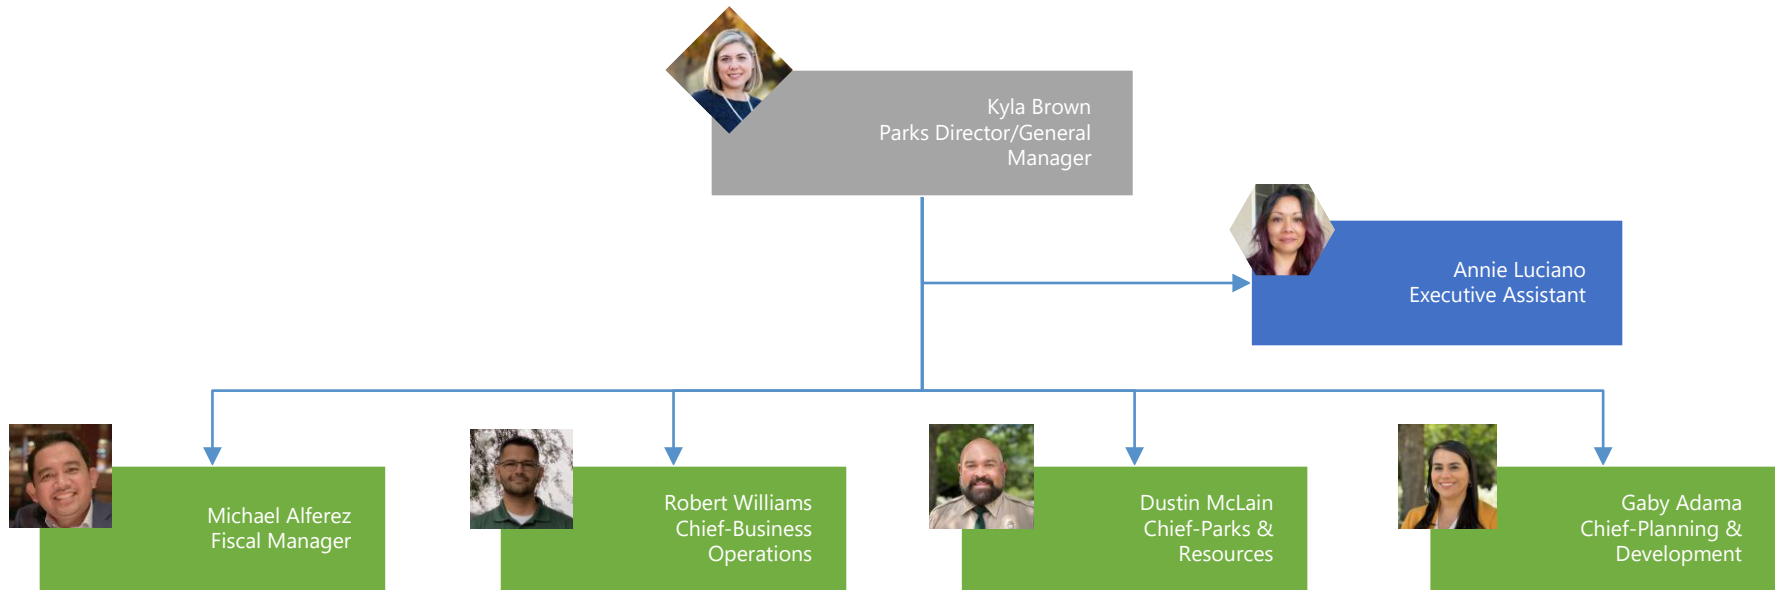 Kyla Brown
Parks Director/General
Manager
Annie Luciano
Executive Assistant
Michael Alferez
Fiscal Manager
Robert Williams
Chief-Business
Operations
Dustin McLain
Chief-Parks &
Resources
Gaby Adama
Chief-Planning &
Development